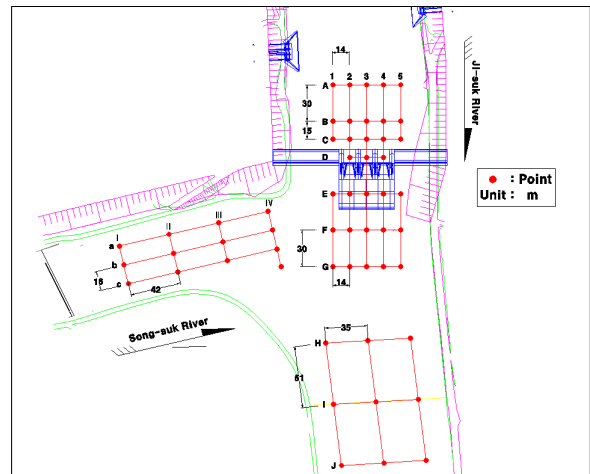 14
1 2 3 4 5
A
30
B
15
C
D
Ji-suk River
: Point
Unit : m
E
F
30
G
14
I II III IV
a
b
16
c
42
Song-suk River
35
H
61
I
J